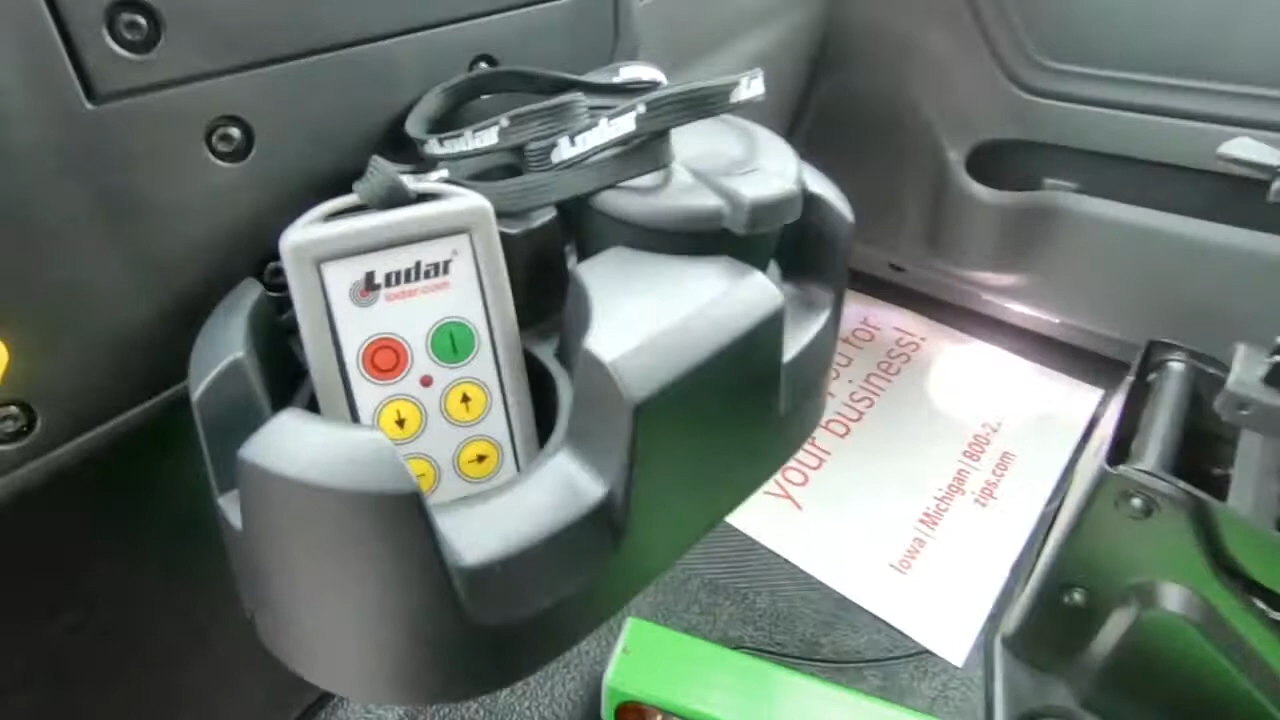 Lodar
Lodar
Lodar
lodar.com
you for
your business!
Iowa | Michigan | 800-2
zips.com